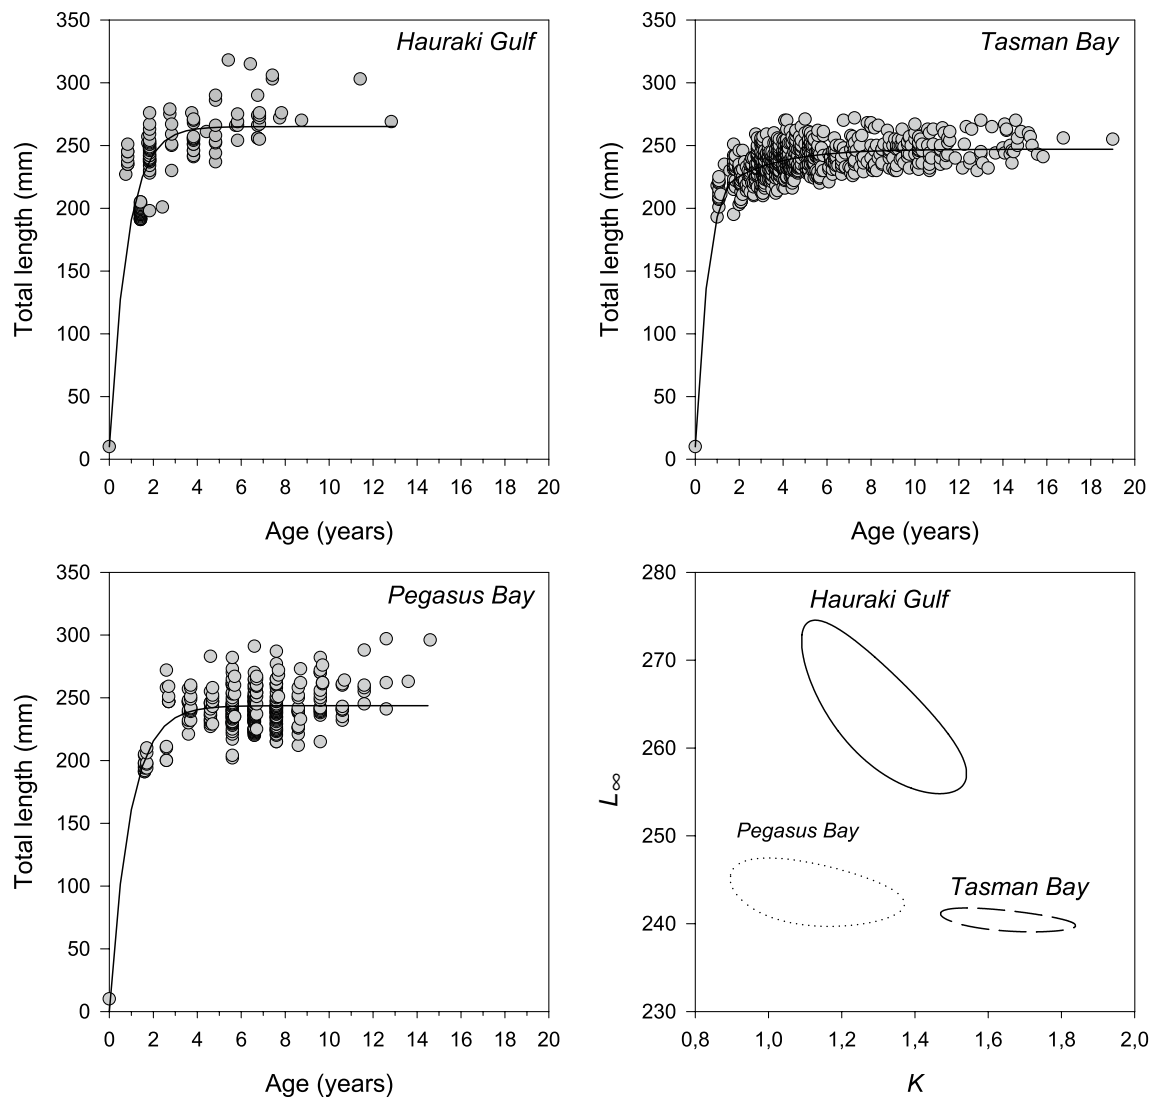 350
Hauraki Gulf
300
250
200
150
100
50
0
Total length (mm)
0 2 4 6 8 10 12 14 16 18 20
Age (years)
350
Tasman Bay
300
250
200
150
100
50
0
Total length (mm)
0 2 4 6 8 10 12 14 16 18 20
Age (years)
350
Pegasus Bay
300
250
200
150
100
50
0
Total length (mm)
0 2 4 6 8 10 12 14 16 18 20
Age (years)
280
Hauraki Gulf
270
260
250
Pegasus Bay
Tasman Bay
240
230
L∞
0,8 1,0 1,2 1,4 1,6 1,8 2,0
K